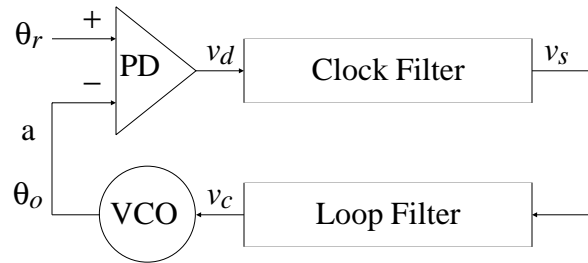 θr
+
PD
−
vd
Clock Filter
vs
a
θo
VCO
vc
Loop Filter